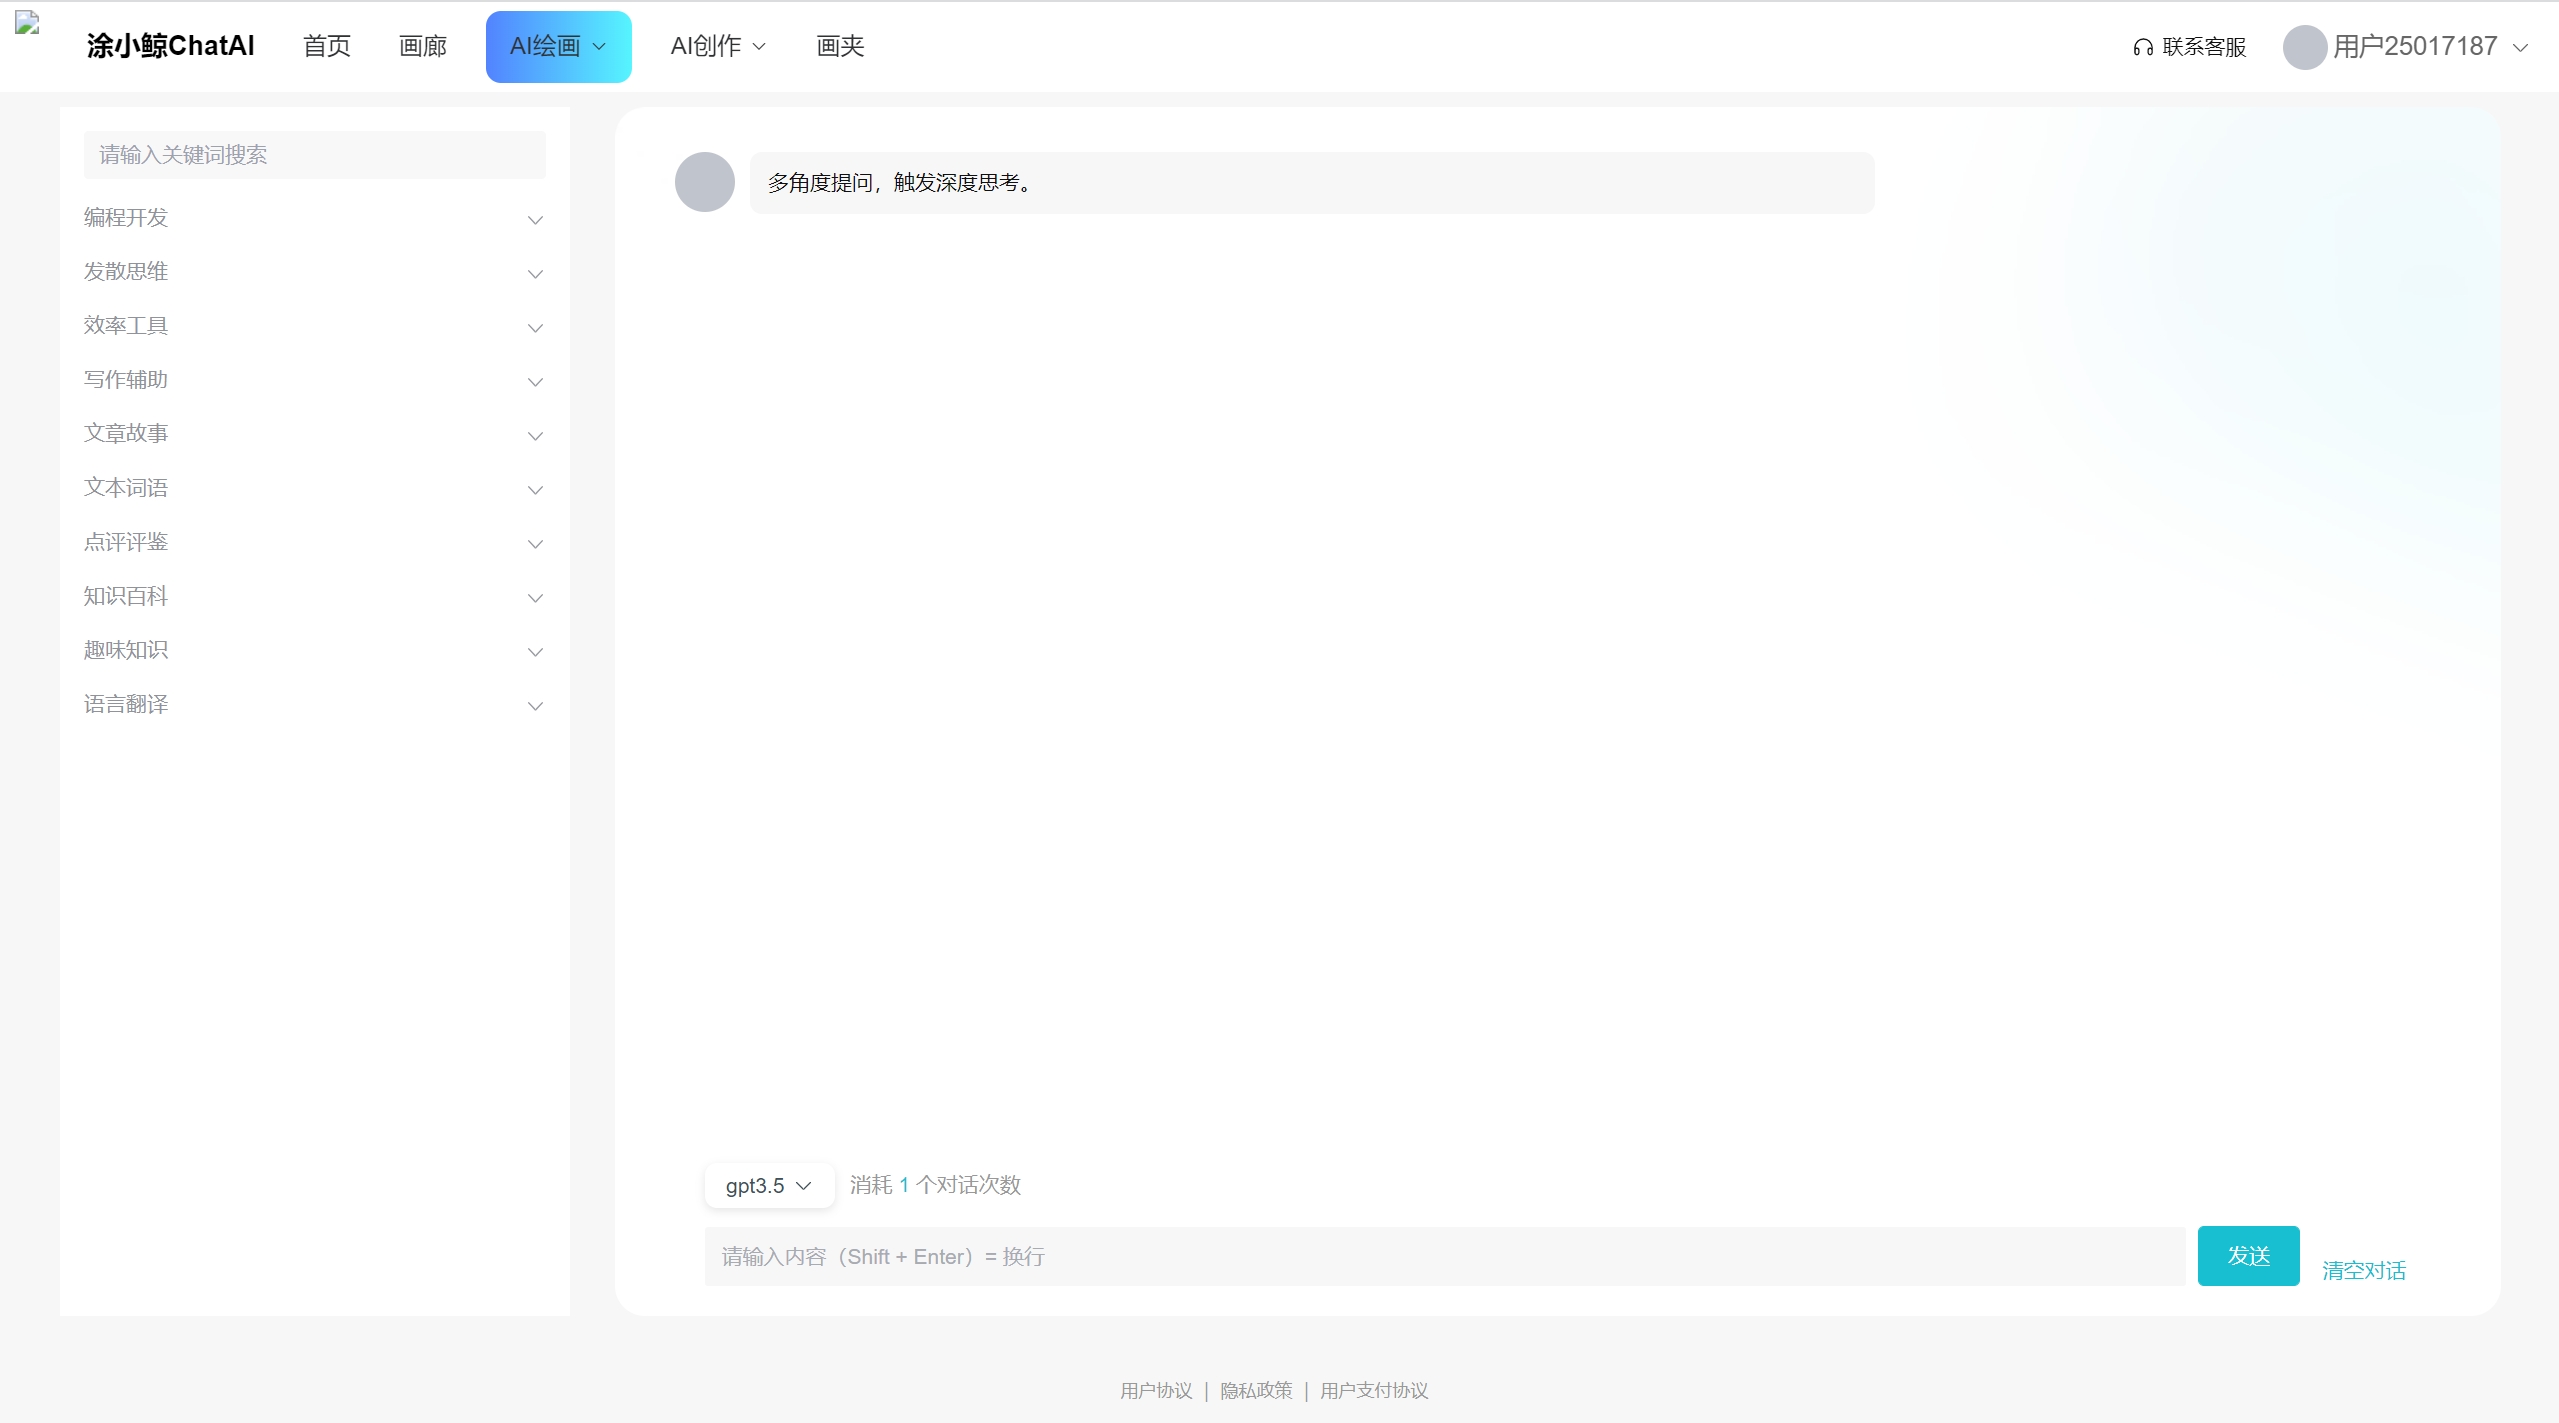 涂小鲸ChatAI 首页 画廊 AI绘画 AI创作 画夹 联系客服 用户25017187
请输入关键词搜索
编程开发
发散思维
效率工具
写作辅助
文章故事
文本词语
点评评鉴
知识百科
趣味知识
语言翻译
多角度提问，触发深度思考。
gpt3.5 消耗 1 个对话次数
请输入内容（Shift + Enter）= 换行 发送 清空对话
用户协议 | 隐私政策 | 用户支付协议